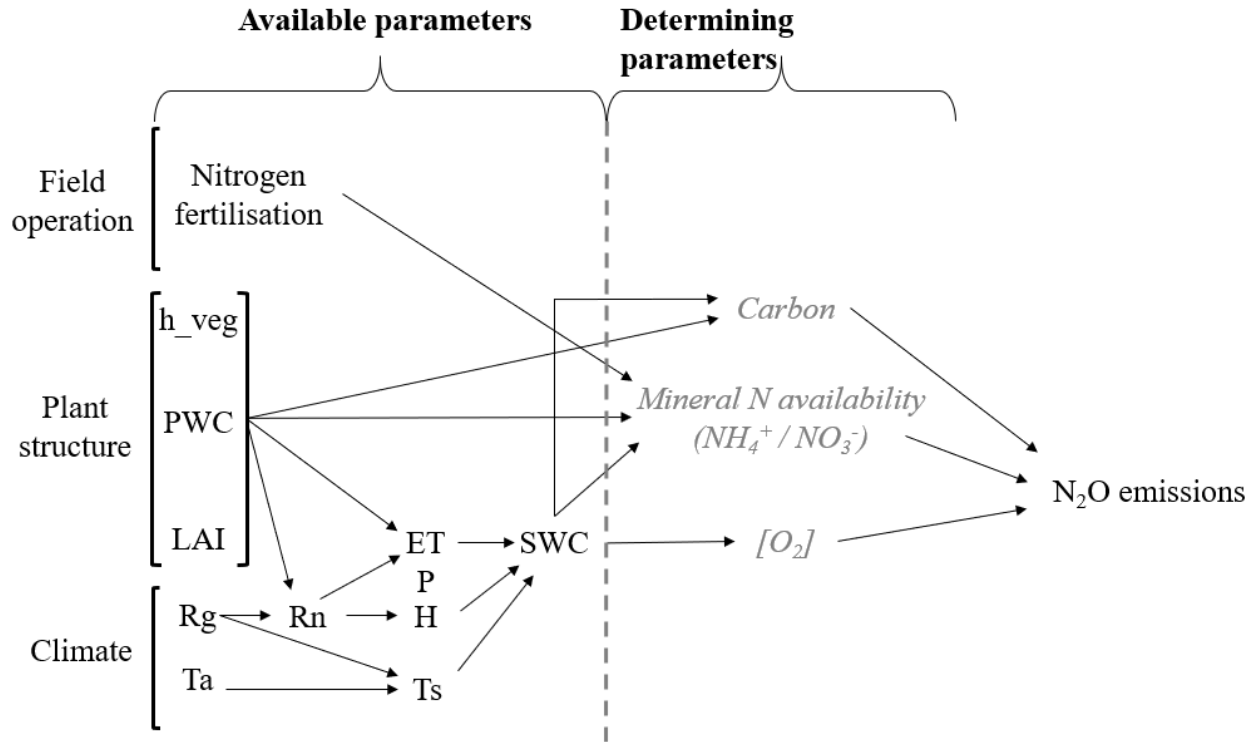 Available parameters
Determining
parameters
Field
operation
Nitrogen
fertilisation
Plant
structure
h_veg
PWC
LAI
Carbon
Mineral N availability
(NH₄⁺ / NO₃⁻)
[O₂]
N₂O emissions
ET
SWC
P
Climate
Rg
Rn
H
Ta
Ts